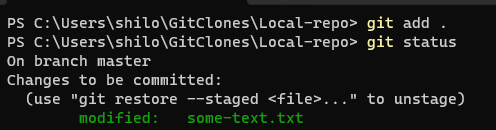 PS C:\Users\shilo\GitClones\Local-repo> git add .
PS C:\Users\shilo\GitClones\Local-repo> git status
On branch master
Changes to be committed:
  (use "git restore --staged <file>..." to unstage)
        modified:   some-text.txt